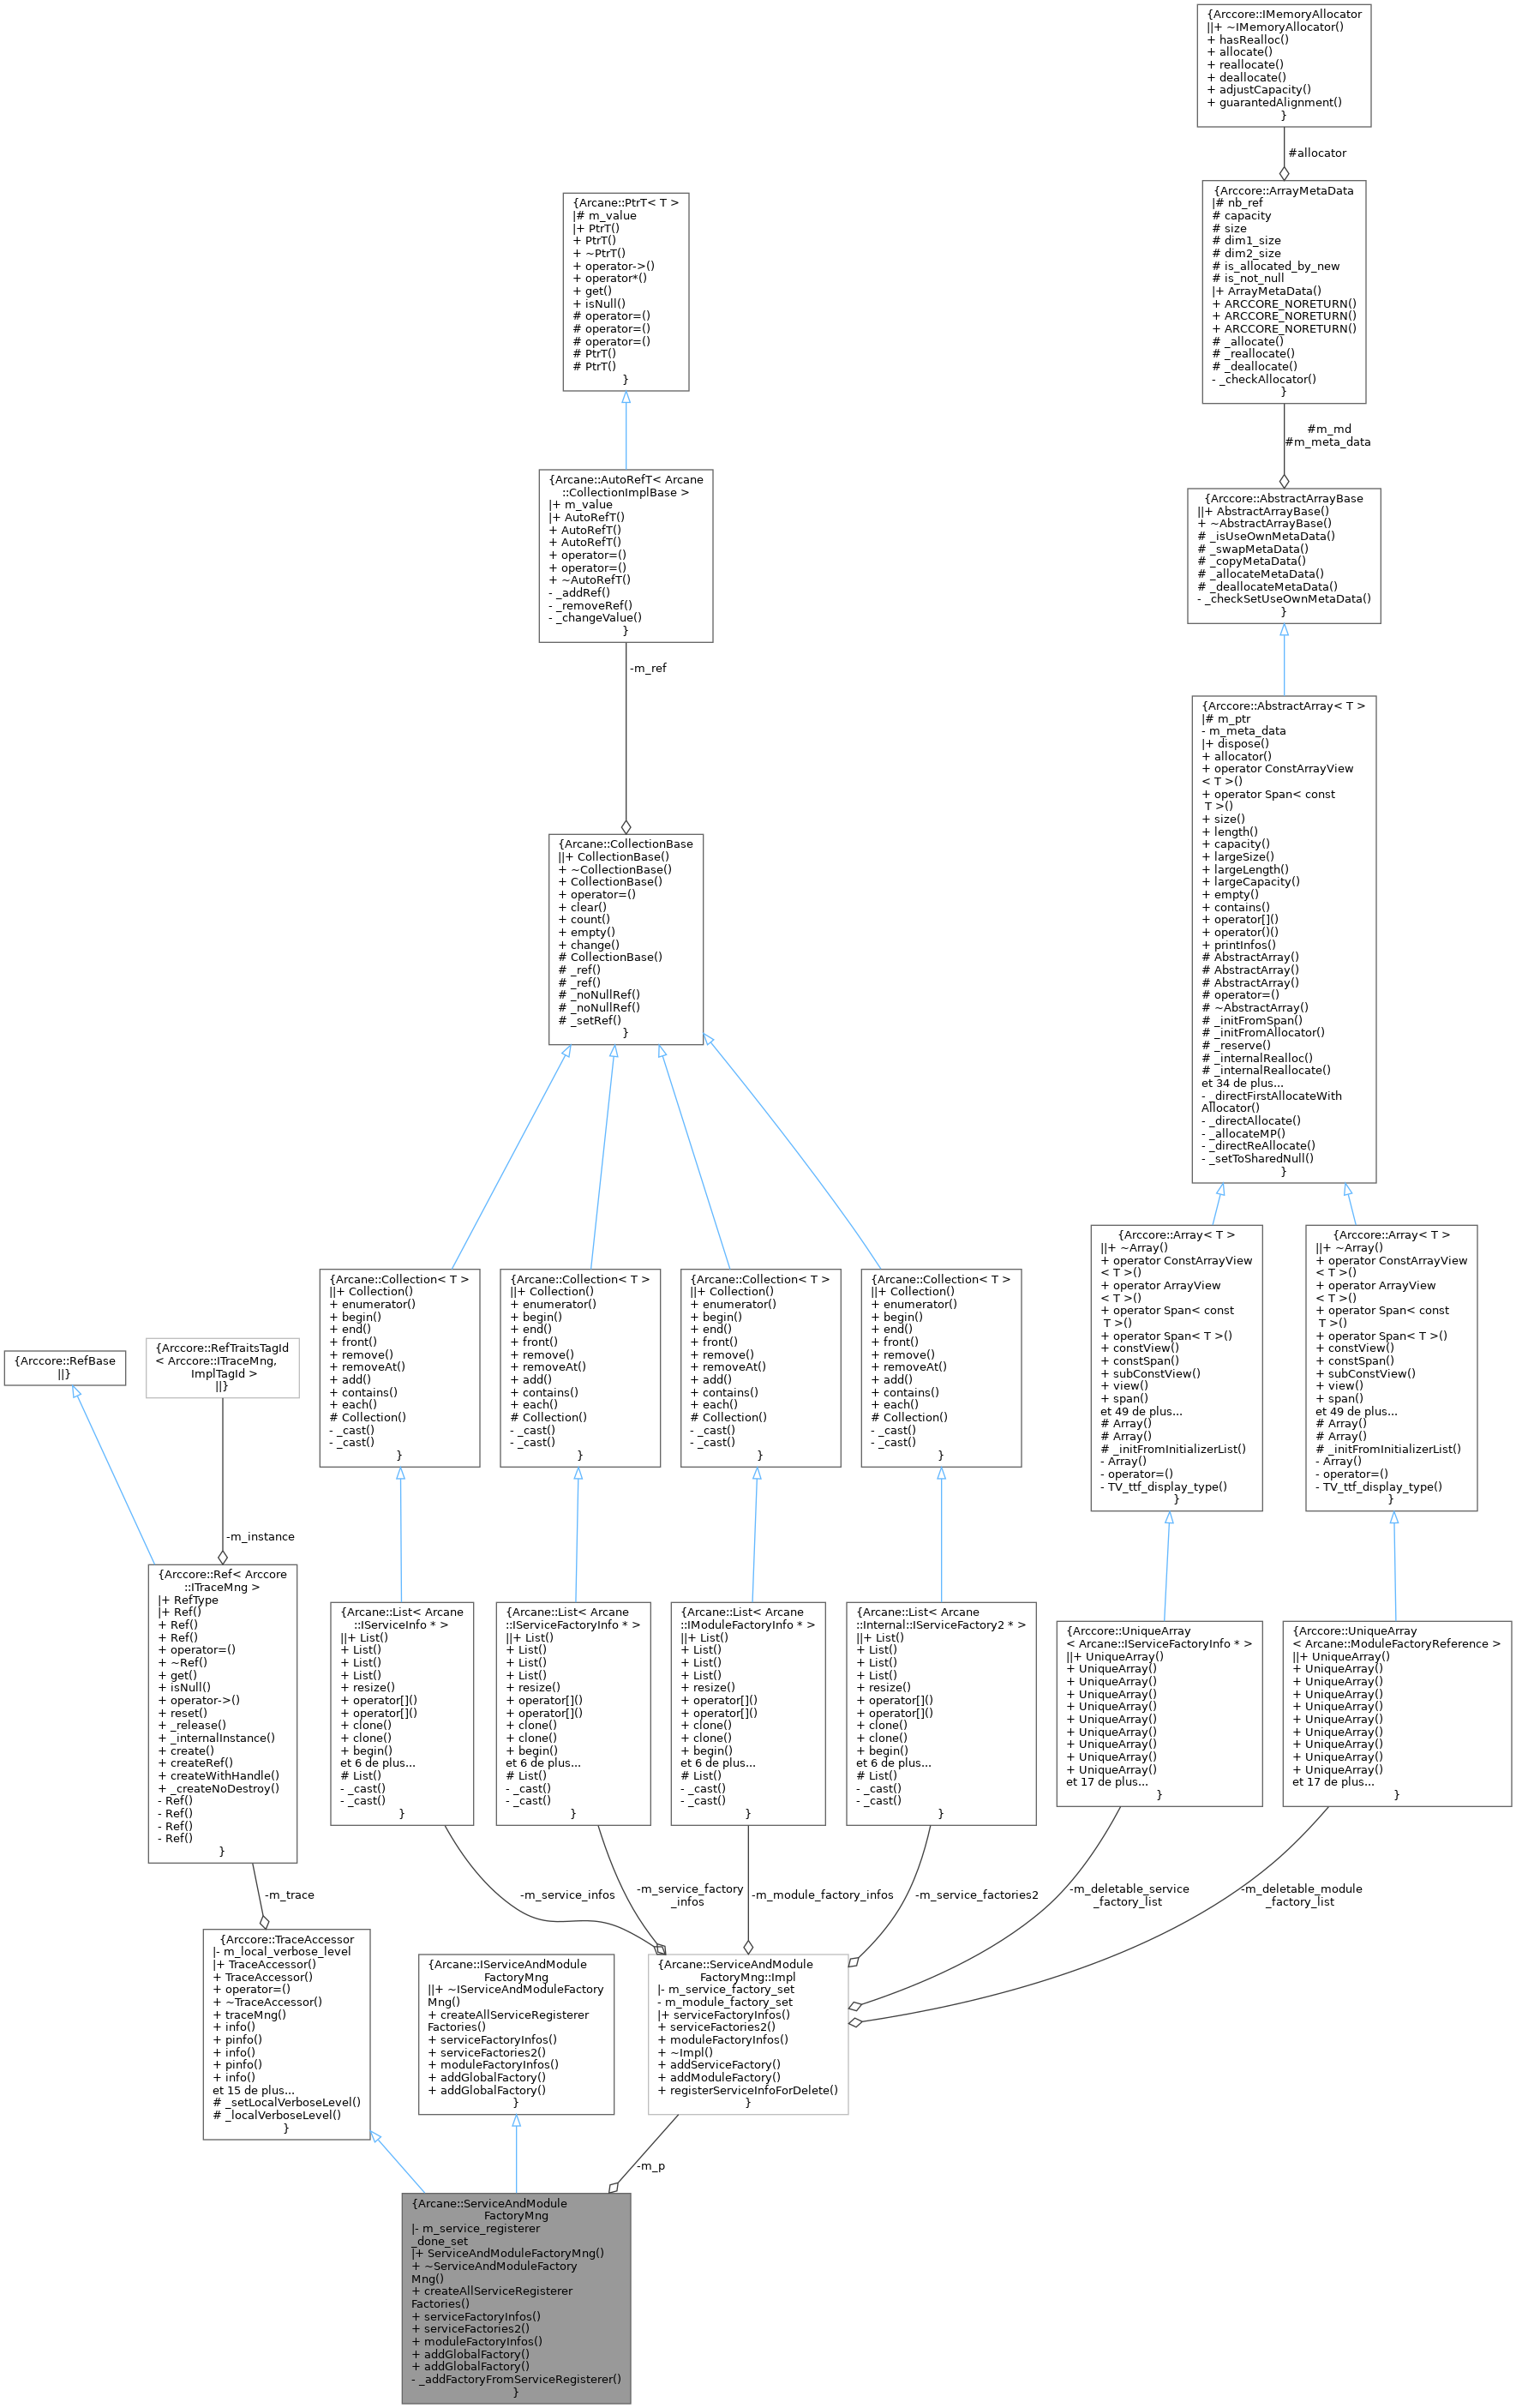 {Arccore::IMemoryAllocator
||+ ~IMemoryAllocator()
+ hasRealloc()
+ allocate()
+ reallocate()
+ deallocate()
+ adjustCapacity()
+ guarantedAlignment()
}
#allocator
{Arccore::ArrayMetaData
|# nb_ref
# capacity
# size
# dim1_size
# dim2_size
# is_allocated_by_new
# is_not_null
|+ ArrayMetaData()
+ ARCCORE_NORETURN()
+ ARCCORE_NORETURN()
+ ARCCORE_NORETURN()
# _allocate()
# _reallocate()
# _deallocate()
- _checkAllocator()
}
#m_md
#m_meta_data
{Arccore::AbstractArrayBase
||+ AbstractArrayBase()
+ ~AbstractArrayBase()
# _isUseOwnMetaData()
# _swapMetaData()
# _copyMetaData()
# _allocateMetaData()
# _deallocateMetaData()
- _checkSetUseOwnMetaData()
}
{Arccore::AbstractArray< T >
|# m_ptr
- m_meta_data
|+ dispose()
+ allocator()
+ operator ConstArrayView
< T >()
+ operator Span< const
T >()
+ size()
+ length()
+ capacity()
+ largeSize()
+ largeLength()
+ largeCapacity()
+ empty()
+ contains()
+ operator[]()
+ operator()()
+ printInfos()
# AbstractArray()
# AbstractArray()
# AbstractArray()
# operator=()
# ~AbstractArray()
# _initFromSpan()
# _initFromAllocator()
# _reserve()
# _internalRealloc()
# _internalReallocate()
et 34 de plus...
- _directFirstAllocateWith
Allocator()
- _directAllocate()
- _allocateMP()
- _directReAllocate()
- _setToSharedNull()
}
{Arcane::PtrT< T >
|# m_value
|+ PtrT()
+ PtrT()
+ ~PtrT()
+ operator->()
+ operator*()
+ get()
+ isNull()
# operator=()
# operator=()
# operator=()
# PtrT()
# PtrT()
}
{Arcane::AutoRefT< Arcane
::CollectionImplBase >
|+ m_value
|+ AutoRefT()
+ AutoRefT()
+ AutoRefT()
+ operator=()
+ operator=()
+ ~AutoRefT()
- _addRef()
- _removeRef()
- _changeValue()
}
-m_ref
{Arcane::CollectionBase
||+ CollectionBase()
+ ~CollectionBase()
+ CollectionBase()
+ operator=()
+ clear()
+ count()
+ empty()
+ change()
# CollectionBase()
# _ref()
# _ref()
# _noNullRef()
# _noNullRef()
# _setRef()
}
{Arcane::Collection< T >
||+ Collection()
+ enumerator()
+ begin()
+ end()
+ front()
+ remove()
+ removeAt()
+ add()
+ contains()
+ each()
# Collection()
- _cast()
- _cast()
}
{Arcane::Collection< T >
||+ Collection()
+ enumerator()
+ begin()
+ end()
+ front()
+ remove()
+ removeAt()
+ add()
+ contains()
+ each()
# Collection()
- _cast()
- _cast()
}
{Arcane::Collection< T >
||+ Collection()
+ enumerator()
+ begin()
+ end()
+ front()
+ remove()
+ removeAt()
+ add()
+ contains()
+ each()
# Collection()
- _cast()
- _cast()
}
{Arcane::Collection< T >
||+ Collection()
+ enumerator()
+ begin()
+ end()
+ front()
+ remove()
+ removeAt()
+ add()
+ contains()
+ each()
# Collection()
- _cast()
- _cast()
}
{Arccore::Array< T >
||+ ~Array()
+ operator ConstArrayView
< T >()
+ operator ArrayView
< T >()
+ operator Span< const
T >()
+ operator Span< T >()
+ constView()
+ constSpan()
+ subConstView()
+ view()
+ span()
et 49 de plus...
# Array()
# Array()
# _initFromInitializerList()
- Array()
- operator=()
- TV_ttf_display_type()
}
{Arccore::Array< T >
||+ ~Array()
+ operator ConstArrayView
< T >()
+ operator ArrayView
< T >()
+ operator Span< const
T >()
+ operator Span< T >()
+ constView()
+ constSpan()
+ subConstView()
+ view()
+ span()
et 49 de plus...
# Array()
# Array()
# _initFromInitializerList()
- Array()
- operator=()
- TV_ttf_display_type()
}
{Arccore::RefBase
||}
{Arccore::RefTraitsTagId
< Arccore::ITraceMng,
ImplTagId >
||}
-m_instance
{Arccore::Ref< Arccore
::ITraceMng >
|+ RefType
|+ Ref()
+ Ref()
+ Ref()
+ operator=()
+ ~Ref()
+ get()
+ isNull()
+ operator->()
+ reset()
+ _release()
+ _internalInstance()
+ create()
+ createRef()
+ createWithHandle()
+ _createNoDestroy()
- Ref()
- Ref()
- Ref()
- Ref()
}
{Arcane::List< Arcane
::IServiceInfo * >
||+ List()
+ List()
+ List()
+ List()
+ resize()
+ operator[]()
+ operator[]()
+ clone()
+ clone()
+ begin()
et 6 de plus...
# List()
- _cast()
- _cast()
}
{Arcane::List< Arcane
::IServiceFactoryInfo * >
||+ List()
+ List()
+ List()
+ List()
+ resize()
+ operator[]()
+ operator[]()
+ clone()
+ clone()
+ begin()
et 6 de plus...
# List()
- _cast()
- _cast()
}
{Arcane::List< Arcane
::IModuleFactoryInfo * >
||+ List()
+ List()
+ List()
+ List()
+ resize()
+ operator[]()
+ operator[]()
+ clone()
+ clone()
+ begin()
et 6 de plus...
# List()
- _cast()
- _cast()
}
{Arcane::List< Arcane
::Internal::IServiceFactory2 * >
||+ List()
+ List()
+ List()
+ List()
+ resize()
+ operator[]()
+ operator[]()
+ clone()
+ clone()
+ begin()
et 6 de plus...
# List()
- _cast()
- _cast()
}
{Arccore::UniqueArray
< Arcane::IServiceFactoryInfo * >
||+ UniqueArray()
+ UniqueArray()
+ UniqueArray()
+ UniqueArray()
+ UniqueArray()
+ UniqueArray()
+ UniqueArray()
+ UniqueArray()
+ UniqueArray()
+ UniqueArray()
et 17 de plus...
}
{Arccore::UniqueArray
< Arcane::ModuleFactoryReference >
||+ UniqueArray()
+ UniqueArray()
+ UniqueArray()
+ UniqueArray()
+ UniqueArray()
+ UniqueArray()
+ UniqueArray()
+ UniqueArray()
+ UniqueArray()
+ UniqueArray()
et 17 de plus...
}
-m_trace
-m_service_infos
-m_service_factory
_infos
-m_module_factory_infos
-m_service_factories2
-m_deletable_service
_factory_list
-m_deletable_module
_factory_list
{Arccore::TraceAccessor
|- m_local_verbose_level
|+ TraceAccessor()
+ TraceAccessor()
+ operator=()
+ ~TraceAccessor()
+ traceMng()
+ info()
+ pinfo()
+ info()
+ pinfo()
+ info()
et 15 de plus...
# _setLocalVerboseLevel()
# _localVerboseLevel()
}
{Arcane::IServiceAndModule
FactoryMng
||+ ~IServiceAndModuleFactory
Mng()
+ createAllServiceRegisterer
Factories()
+ serviceFactoryInfos()
+ serviceFactories2()
+ moduleFactoryInfos()
+ addGlobalFactory()
+ addGlobalFactory()
}
{Arcane::ServiceAndModule
FactoryMng::Impl
|- m_service_factory_set
- m_module_factory_set
|+ serviceFactoryInfos()
+ serviceFactories2()
+ moduleFactoryInfos()
+ ~Impl()
+ addServiceFactory()
+ addModuleFactory()
+ registerServiceInfoForDelete()
}
-m_p
{Arcane::ServiceAndModule
FactoryMng
|- m_service_registerer
_done_set
|+ ServiceAndModuleFactoryMng()
+ ~ServiceAndModuleFactory
Mng()
+ createAllServiceRegisterer
Factories()
+ serviceFactoryInfos()
+ serviceFactories2()
+ moduleFactoryInfos()
+ addGlobalFactory()
+ addGlobalFactory()
- _addFactoryFromServiceRegisterer()
}